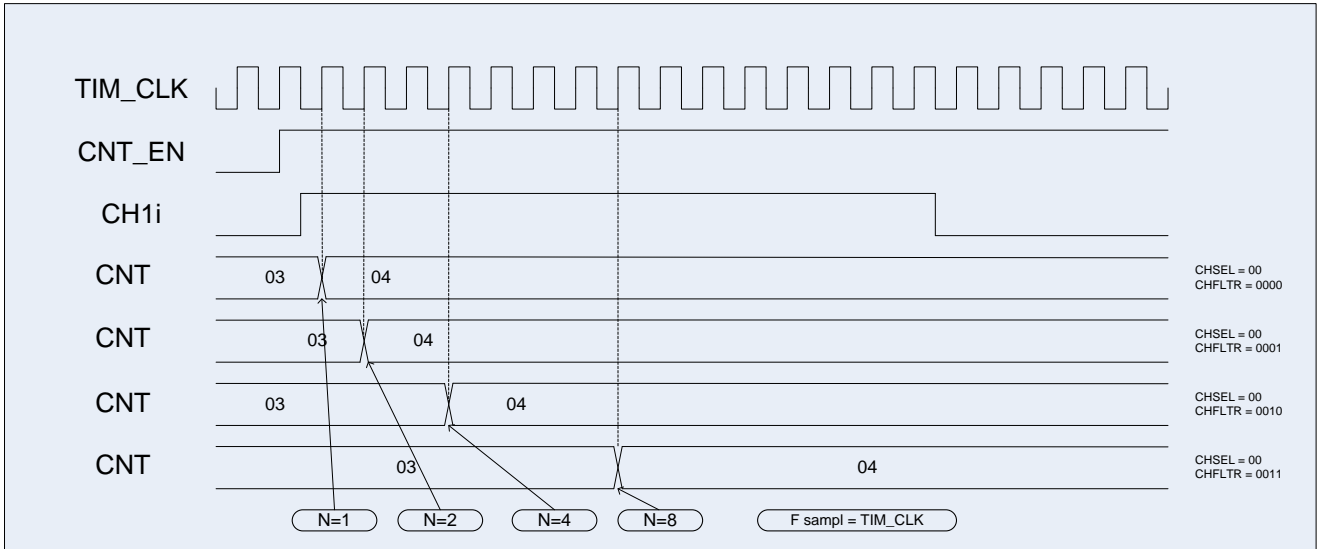 TIM_CLK
CNT_EN
CH1i
CNT
03
04
CHSEL = 00
CHFLTR = 0000
CNT
03
04
CHSEL = 00
CHFLTR = 0001
CNT
03
04
CHSEL = 00
CHFLTR = 0010
CNT
03
04
CHSEL = 00
CHFLTR = 0011
N=1
N=2
N=4
N=8
F sampl = TIM_CLK